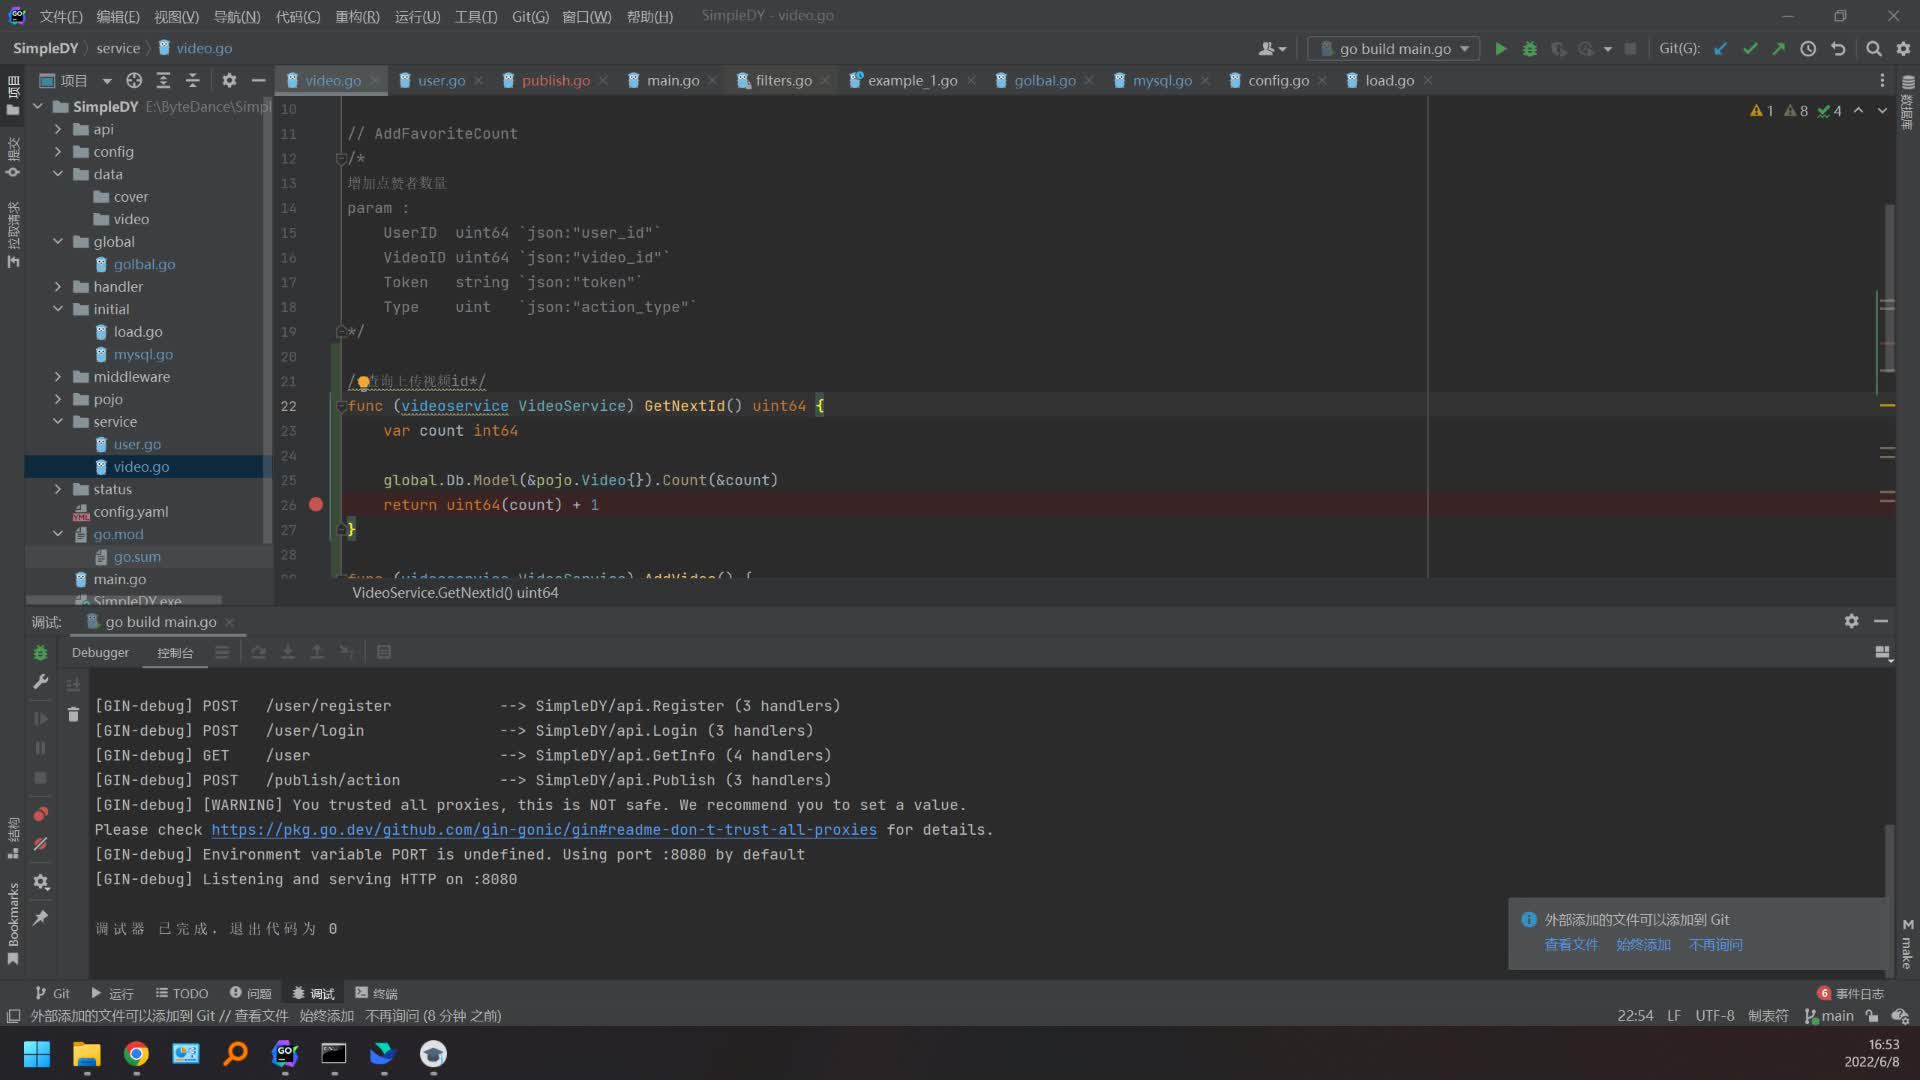 文件(F) 编辑(E) 视图(V) 导航(N) 代码(C) 重构(R) 运行(U) 工具(T) Git(G) 窗口(W) 帮助(H) SimpleDY - video.go
SimpleDY service video.go
go build main.go Git(G):
项目
video.go user.go publish.go main.go filters.go example_1.go golbal.go mysql.go config.go load.go
项目
提交
拉取请求
结构
Bookmarks
数据库
make
SimpleDY E:\ByteDance\Simpl
api
config
data
cover
video
global
golbal.go
handler
initial
load.go
mysql.go
middleware
pojo
service
user.go
video.go
status
config.yaml
go.mod
go.sum
main.go
SimpleDY.exe
1 8 4
10
11 // AddFavoriteCount
12 /*
13 增加点赞者数量
14 param :
15 UserID uint64 `json:"user_id"`
16 VideoID uint64 `json:"video_id"`
17 Token string `json:"token"`
18 Type uint `json:"action_type"`
19 */
20
21 /查询上传视频id*/
22 func (videoservice VideoService) GetNextId() uint64 {
23 var count int64
24
25 global.Db.Model(&pojo.Video{}).Count(&count)
26 return uint64(count) + 1
27 }
28
func (videoservice VideoService) AddVideo() {
VideoService.GetNextId() uint64
调试: go build main.go
Debugger 控制台
[GIN-debug] POST /user/register --> SimpleDY/api.Register (3 handlers)
[GIN-debug] POST /user/login --> SimpleDY/api.Login (3 handlers)
[GIN-debug] GET /user --> SimpleDY/api.GetInfo (4 handlers)
[GIN-debug] POST /publish/action --> SimpleDY/api.Publish (3 handlers)
[GIN-debug] [WARNING] You trusted all proxies, this is NOT safe. We recommend you to set a value.
Please check https://pkg.go.dev/github.com/gin-gonic/gin#readme-don-t-trust-all-proxies for details.
[GIN-debug] Environment variable PORT is undefined. Using port :8080 by default
[GIN-debug] Listening and serving HTTP on :8080
调试器 已完成. 退出代码为 0
外部添加的文件可以添加到 Git
查看文件 始终添加 不再询问
Git 运行 TODO 问题 调试 终端
6 事件日志
外部添加的文件可以添加到 Git // 查看文件 始终添加 不再询问 (8 分钟 之前)
22:54 LF UTF-8 制表符 main
16:53
2022/6/8